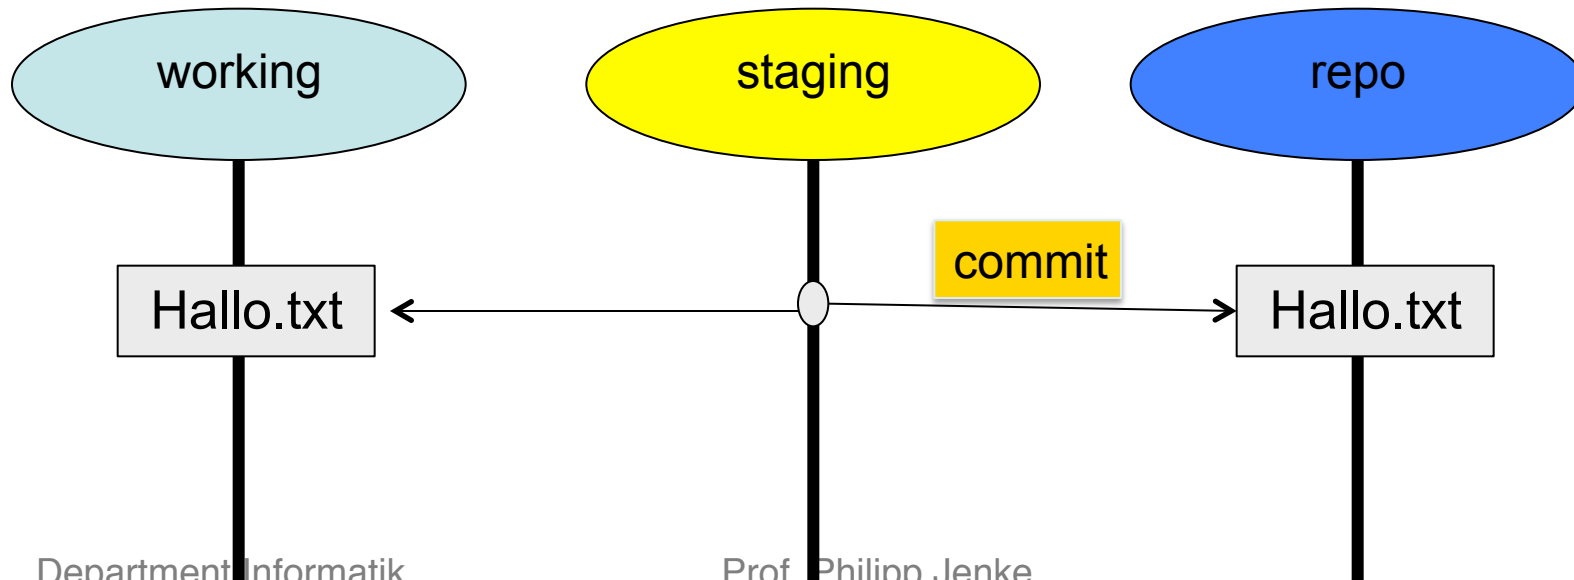 working
staging
repo
commit
Hallo.txt
Hallo.txt
Department Informatik
Prof. Philipp Jenke